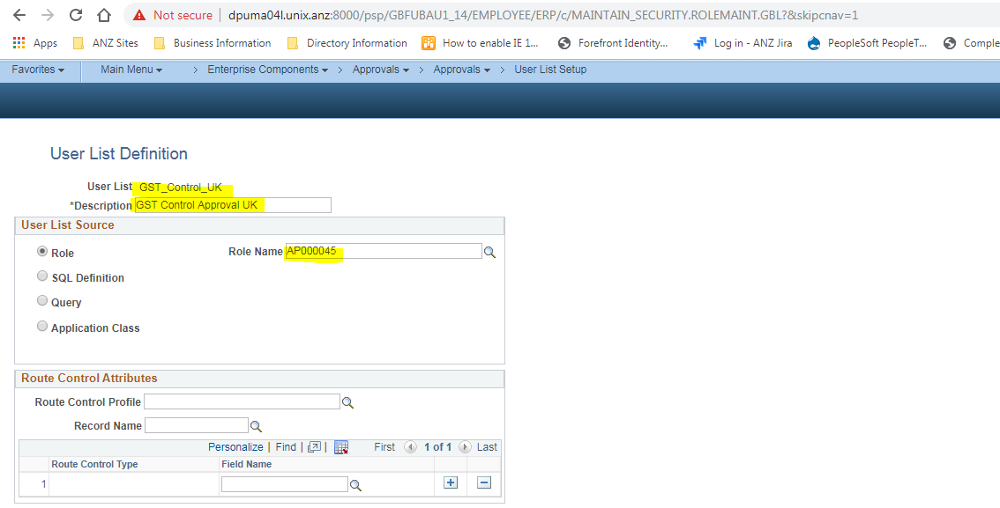 Not secure | dpuma04l.unix.anz:8000/psp/GBFUBAU1_14/EMPLOYEE/ERP/c/MAINTAIN_SECURITY.ROLEMAINT.GBL?&skipcnav=1
Apps ANZ Sites Business Information Directory Information How to enable IE 1... Forefront Identity... Log in - ANZ Jira PeopleSoft PeopleT... Comple
Favorites Main Menu > Enterprise Components > Approvals > Approvals > User List Setup
User List Definition
User List GST_Control_UK
*Description GST Control Approval UK
User List Source
Role Role Name AP000045
SQL Definition
Query
Application Class
Route Control Attributes
Route Control Profile
Record Name
Personalize | Find | | First 1 of 1 Last
Route Control Type Field Name
1